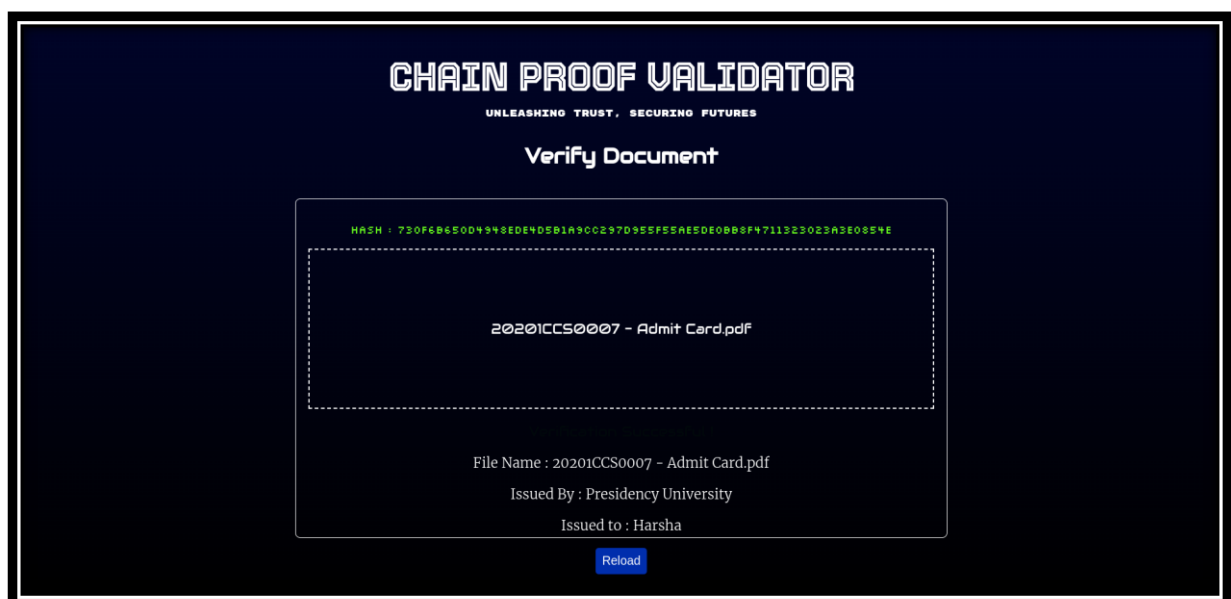 CHAIN PROOF VALIDATOR
UNLEASHING TRUST, SECURING FUTURES
Verify Document
HASH : 730F6B650D4948EDE4D5B1A9CC297D955F55AE5DE0BB8F4711323023A3E0854E
20201CCS0007 - Admit Card.pdf
File Name : 20201CCS0007 - Admit Card.pdf
Issued By : Presidency University
Issued to : Harsha
Reload